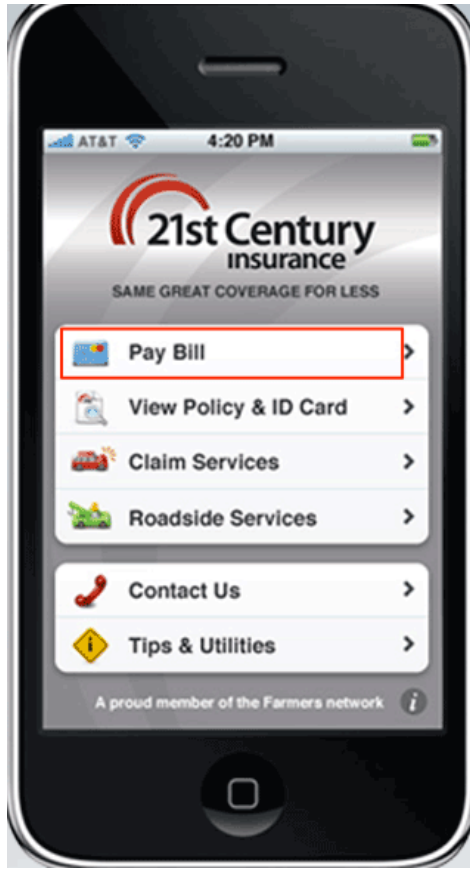 AT&T 4:20 PM
21st Century
Insurance
SAME GREAT COVERAGE FOR LESS
Pay Bill
View Policy & ID Card
Claim Services
Roadside Services
Contact Us
Tips & Utilities
A proud member of the Farmers network i